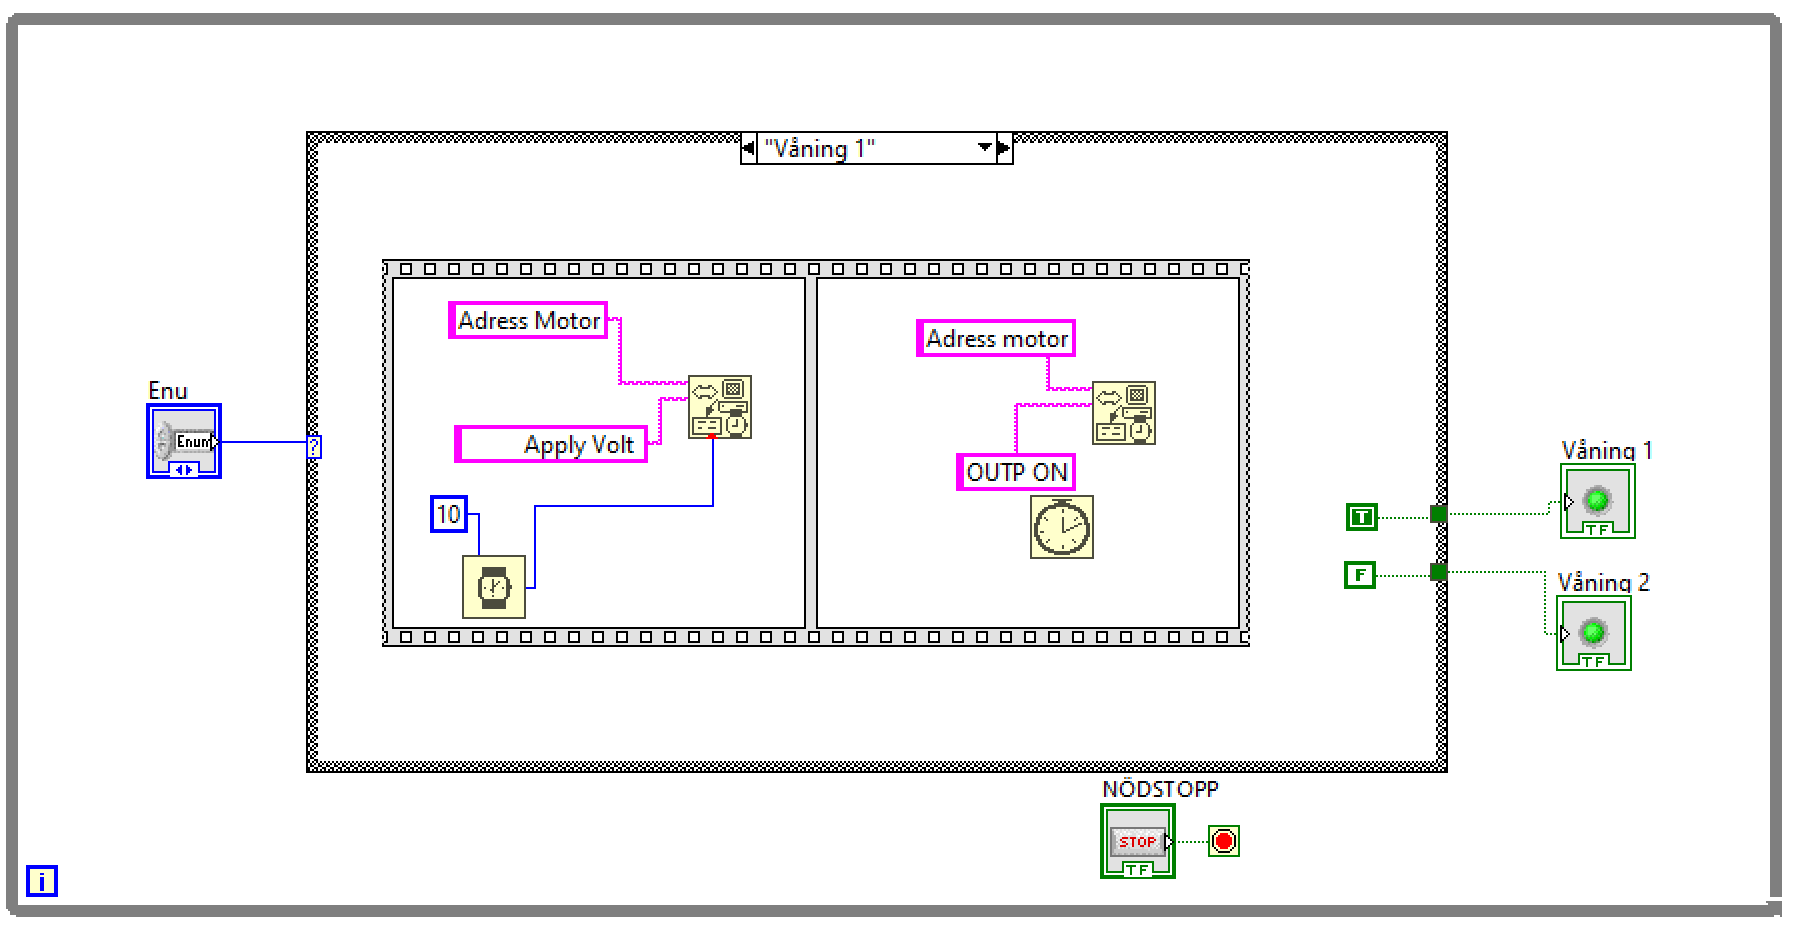 "Våning 1"
Adress Motor
Adress motor
Enu
Enum
Apply Volt
?
OUTP ON
10
Våning 1
T
TF
F
Våning 2
TF
NÖDSTOPP
STOP
TF
i